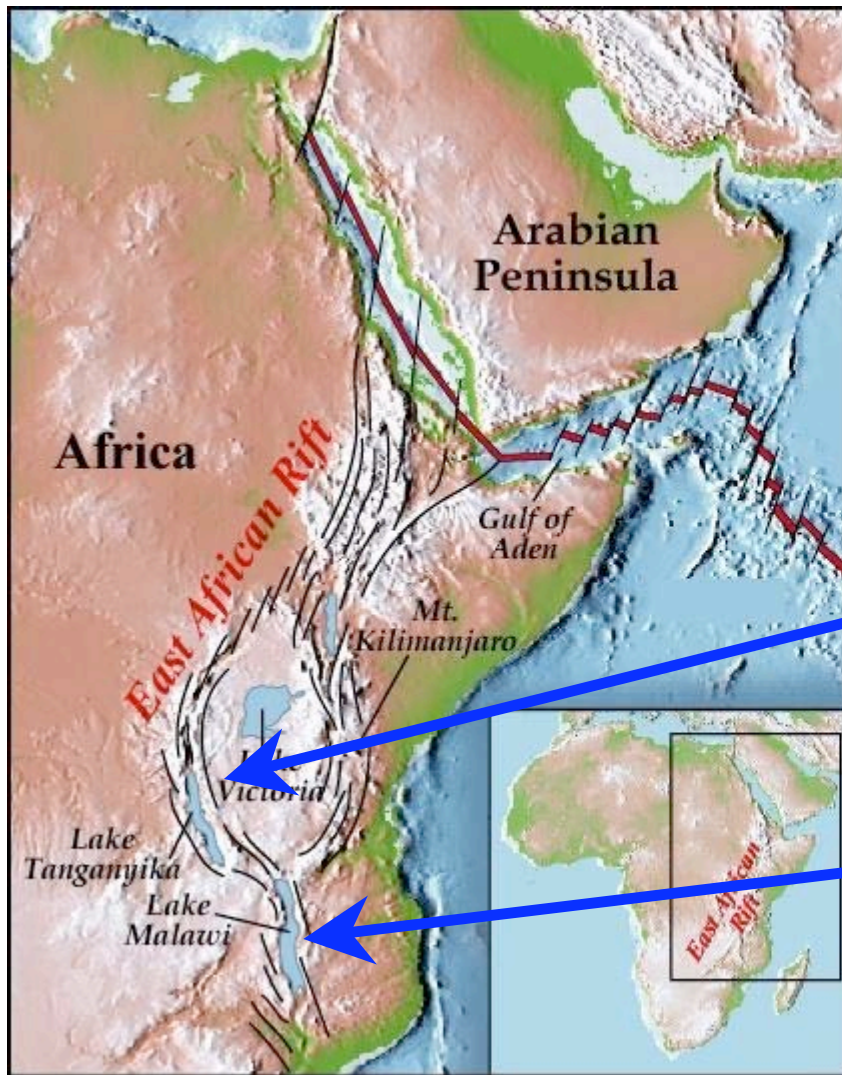 Arabian
Peninsula
Africa
East African Rift
Gulf of
Aden
Mt.
Kilimanjaro
Lake
Victoria
Lake
Tanganyika
Lake
Malawi
East African
Rift